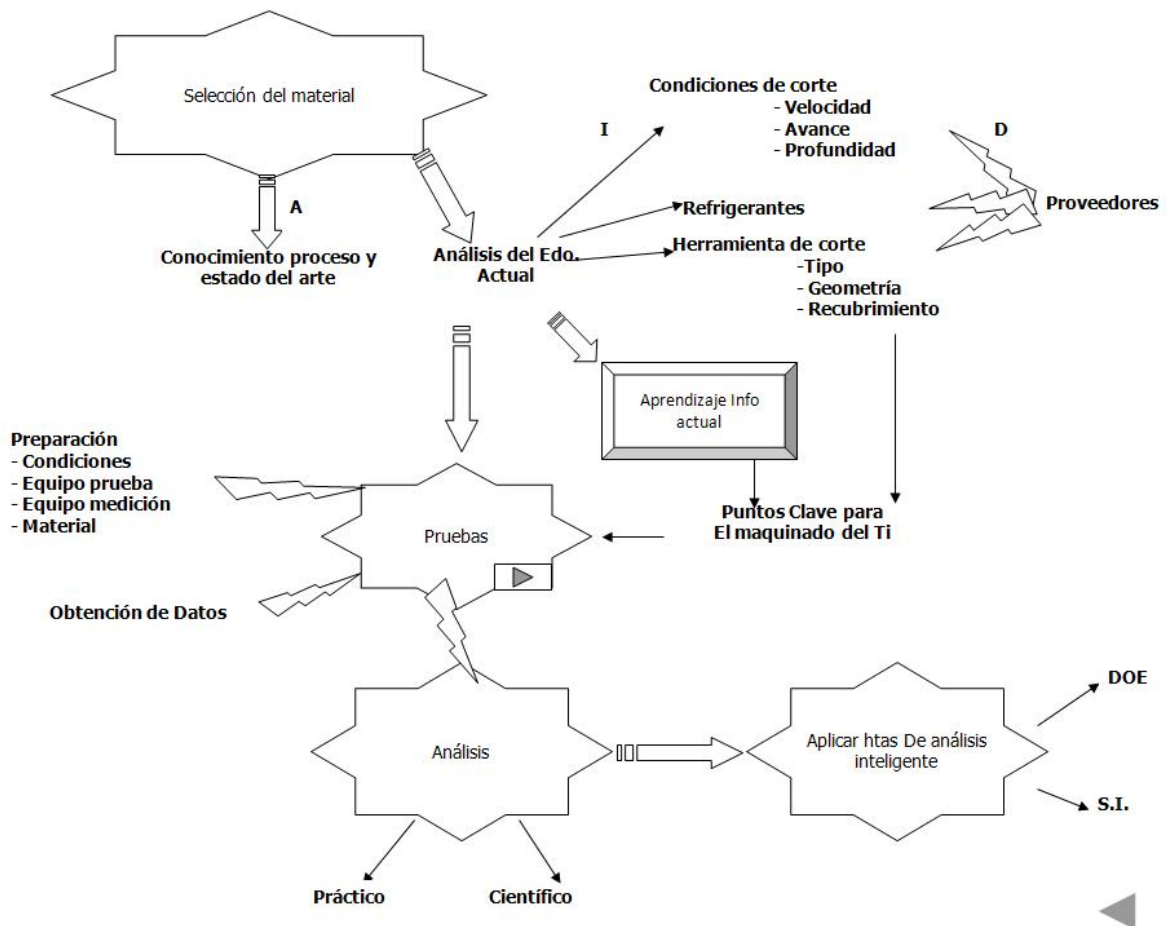 Selección del material
Condiciones de corte
- Velocidad
- Avance
- Profundidad
I
D
A
Refrigerantes
Proveedores
Herramienta de corte
-Tipo
- Geometría
- Recubrimiento
Conocimiento proceso y
estado del arte
Análisis del Edo.
Actual
Aprendizaje Info
actual
Preparación
- Condiciones
- Equipo prueba
- Equipo medición
- Material
Puntos Clave para
El maquinado del Ti
Pruebas
Obtención de Datos
Análisis
Aplicar htas De análisis
inteligente
DOE
S.I.
Práctico
Científico